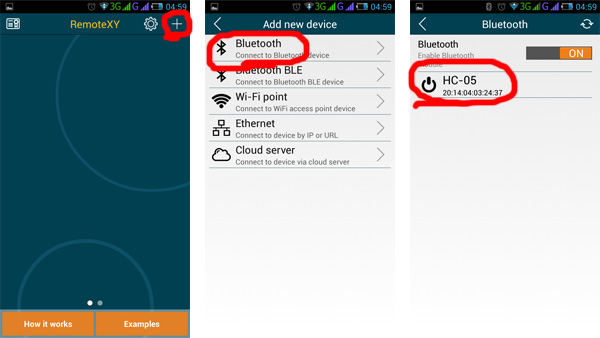 3G G 04:59
RemoteXY
How it works
Examples
3G G 04:59
Add new device
Bluetooth
Connect to Bluetooth device
Bluetooth BLE
Connect to Bluetooth BLE device
Wi-Fi point
Connect to WiFi access point device
Ethernet
Connect to device by IP or URL
Cloud server
Connect to device via cloud server
3G G 04:59
Bluetooth
Bluetooth
Enable Bluetooth
module
ON
HC-05
20:14:04:03:24:37